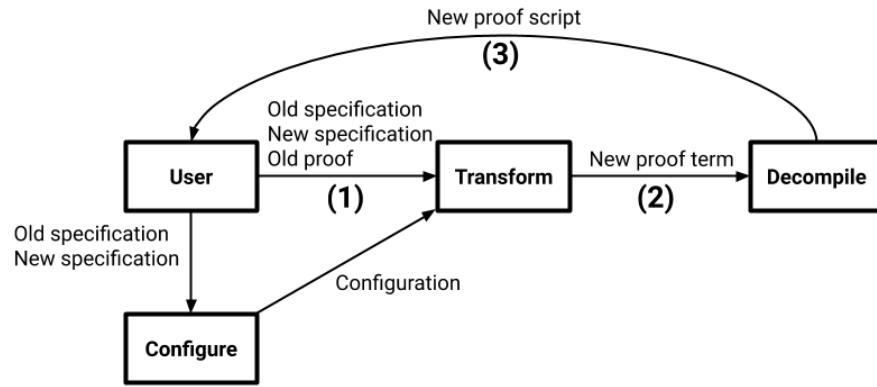 New proof script
(3)
Old specification
New specification
Old proof
User
(1)
Transform
New proof term
(2)
Decompile
Old specification
New specification
Configuration
Configure